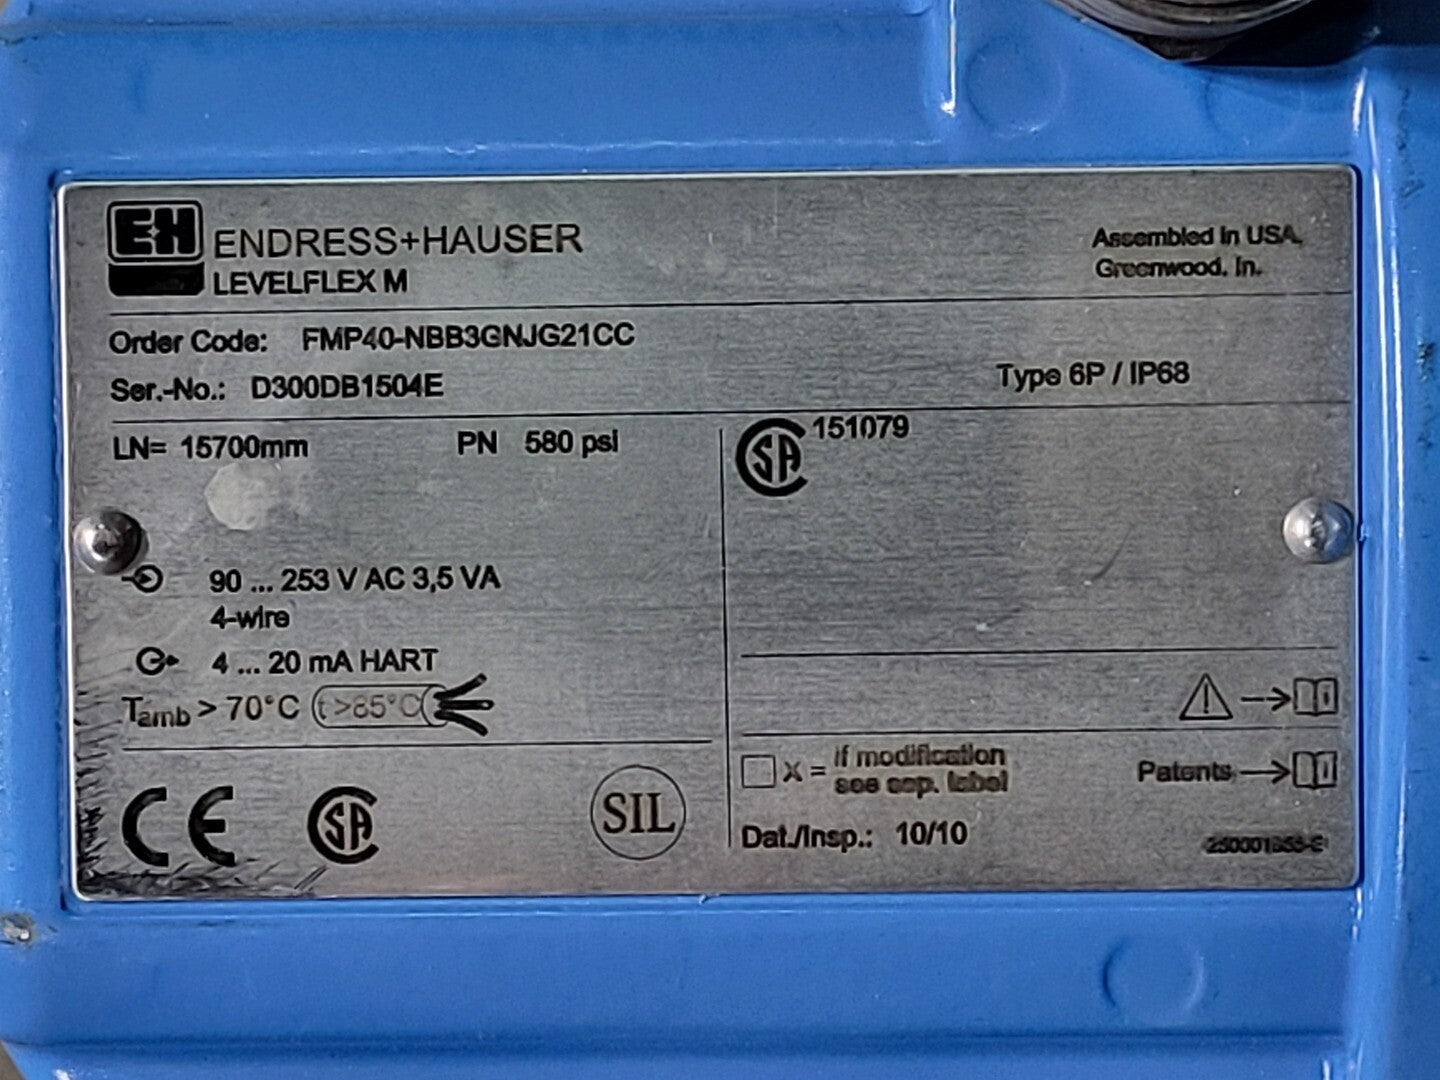 E+H ENDRESS+HAUSER
LEVELFLEX M
Assembled in USA,
Greenwood, In.
Order Code: FMP40-NBB3GNJG21CC
Ser.-No.: D300DB1504E
Type 6P / IP68
LN= 15700mm PN 580 psi
CSA 151079
90 ... 253 V AC 3,5 VA
4-wire
4 ... 20 mA HART
Tamb > 70°C t >85°C
X = if modification
see sep. label
Patents
CE CSA SIL
Dat./Insp.: 10/10